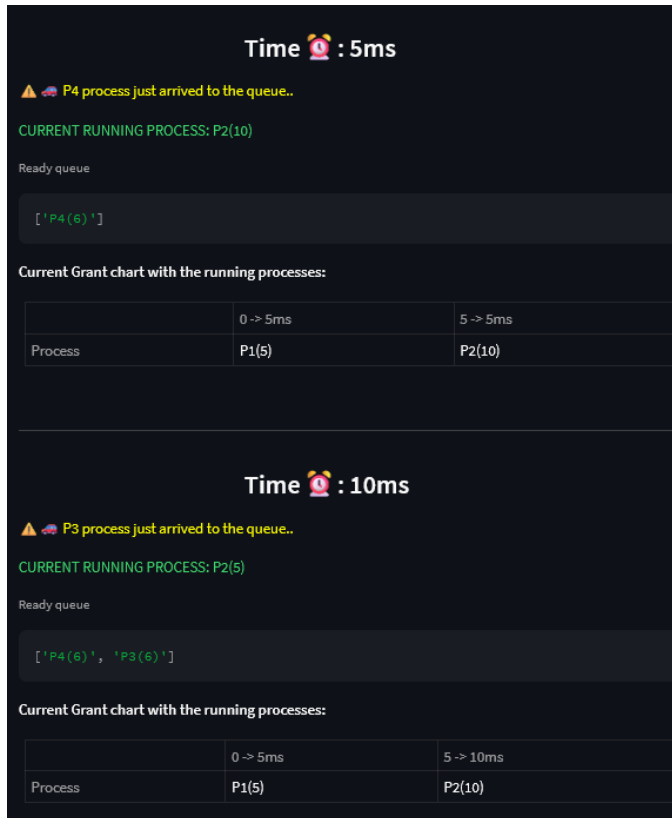 Time ⏰ : 5ms
⚠️ 🚗 P4 process just arrived to the queue..
CURRENT RUNNING PROCESS: P2(10)
Ready queue
['P4(6)']
Current Grant chart with the running processes:
0 -> 5ms 5 -> 5ms
Process P1(5) P2(10)
Time ⏰ : 10ms
⚠️ 🚗 P3 process just arrived to the queue..
CURRENT RUNNING PROCESS: P2(5)
Ready queue
['P4(6)', 'P3(6)']
Current Grant chart with the running processes:
0 -> 5ms 5 -> 10ms
Process P1(5) P2(10)